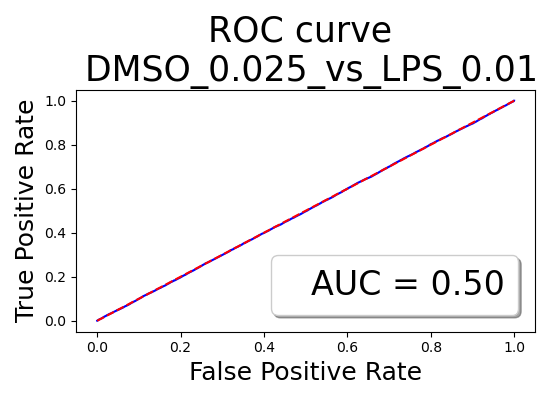 ROC curve
DMSO_0.025_vs_LPS_0.01
True Positive Rate
1.0
0.8
0.6
0.4
0.2
0.0
AUC = 0.50
0.0 0.2 0.4 0.6 0.8 1.0
False Positive Rate